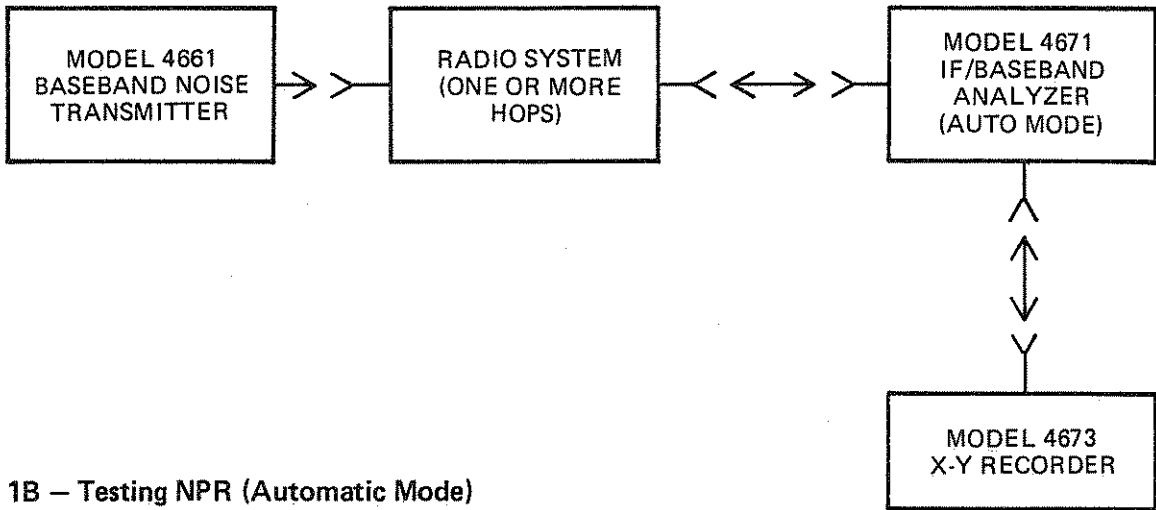 MODEL 4661
BASEBAND NOISE
TRANSMITTER
RADIO SYSTEM
(ONE OR MORE
HOPS)
MODEL 4671
IF/BASEBAND
ANALYZER
(AUTO MODE)
MODEL 4673
X-Y RECORDER
1B – Testing NPR (Automatic Mode)